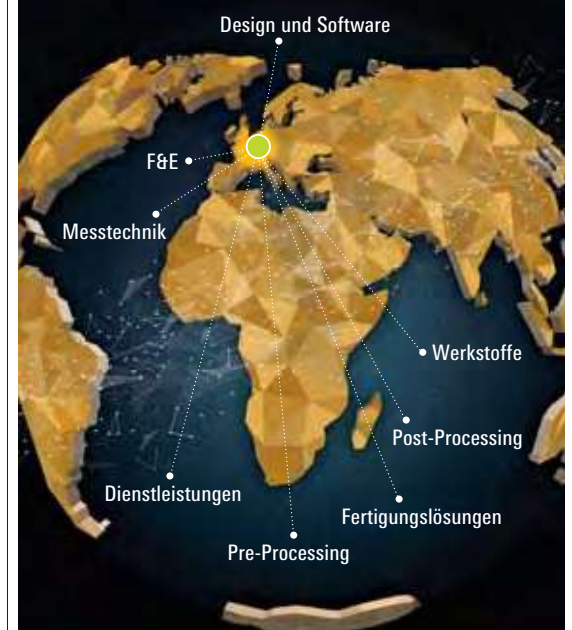 Design und Software
F&E
Messtechnik
Werkstoffe
Post-Processing
Dienstleistungen
Fertigungslösungen
Pre-Processing